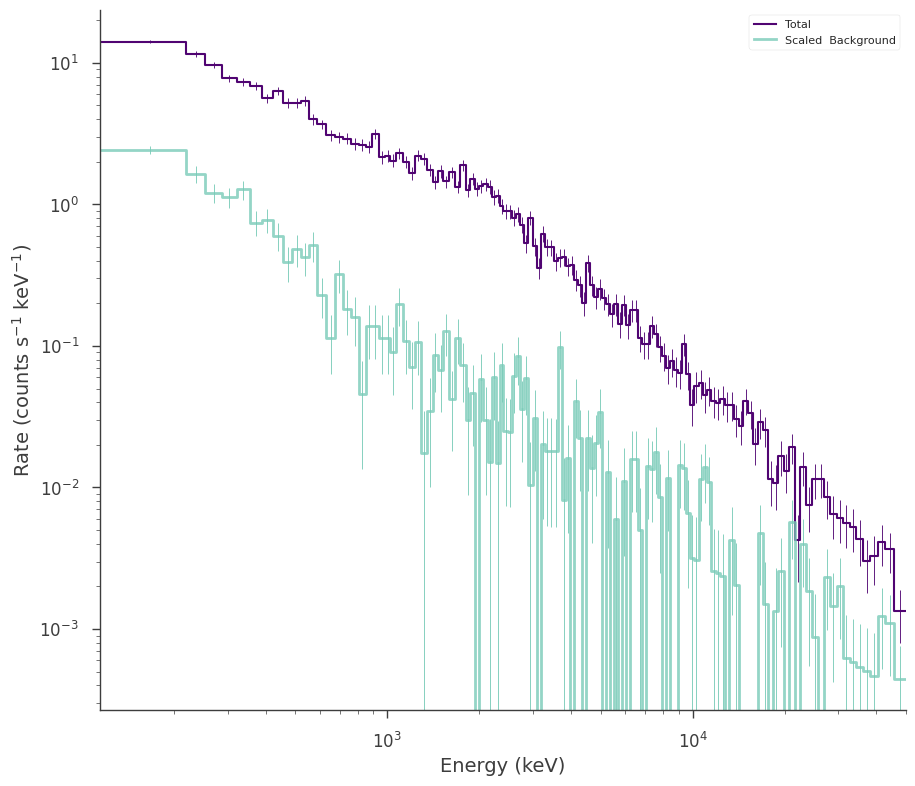 Total
Scaled  Background
10¹
10⁰
10⁻¹
10⁻²
10⁻³
Rate (counts s⁻¹ keV⁻¹)
10³
10⁴
Energy (keV)